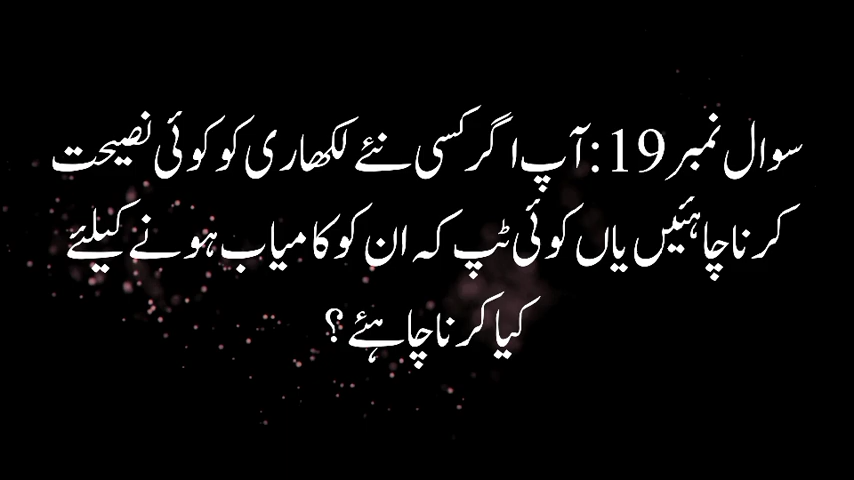 سوال نمبر 19: آپ اگر کسی نئے لکھاری کو کوئی نصیحت
کرنا چاہئیں یاں کوئی ٹپ کہ ان کو کامیاب ہونے کیلئے
کیا کرنا چاہئے ؟